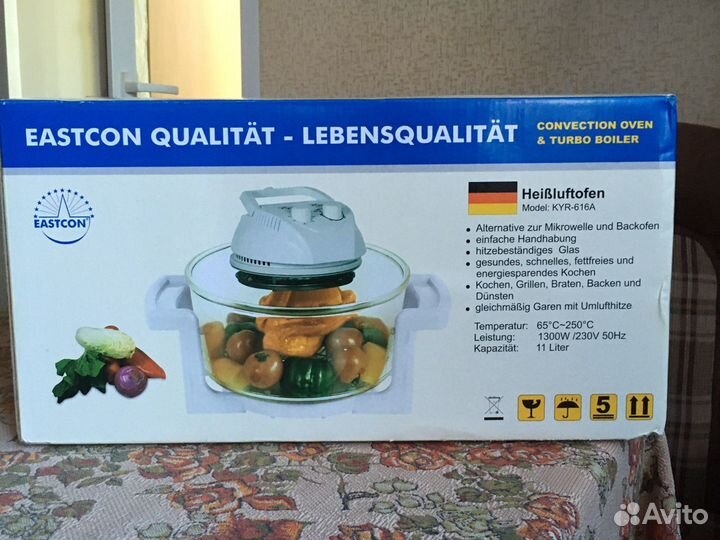 EASTCON QUALITÄT - LEBENSQUALITÄT
CONVECTION OVEN
& TURBO BOILER
EASTCON
Heißluftofen
Model: KYR-616A
• Alternative zur Mikrowelle und Backofen
• einfache Handhabung
• hitzebeständiges Glas
• gesundes, schnelles, fettfreies und
energiesparendes Kochen
• Kochen, Grillen, Braten, Backen und
Dünsten
• gleichmäßig Garen mit Umlufthitze
Temperatur: 65°C~250°C
Leistung: 1300W /230V 50Hz
Kapazität: 11 Liter
5
Avito